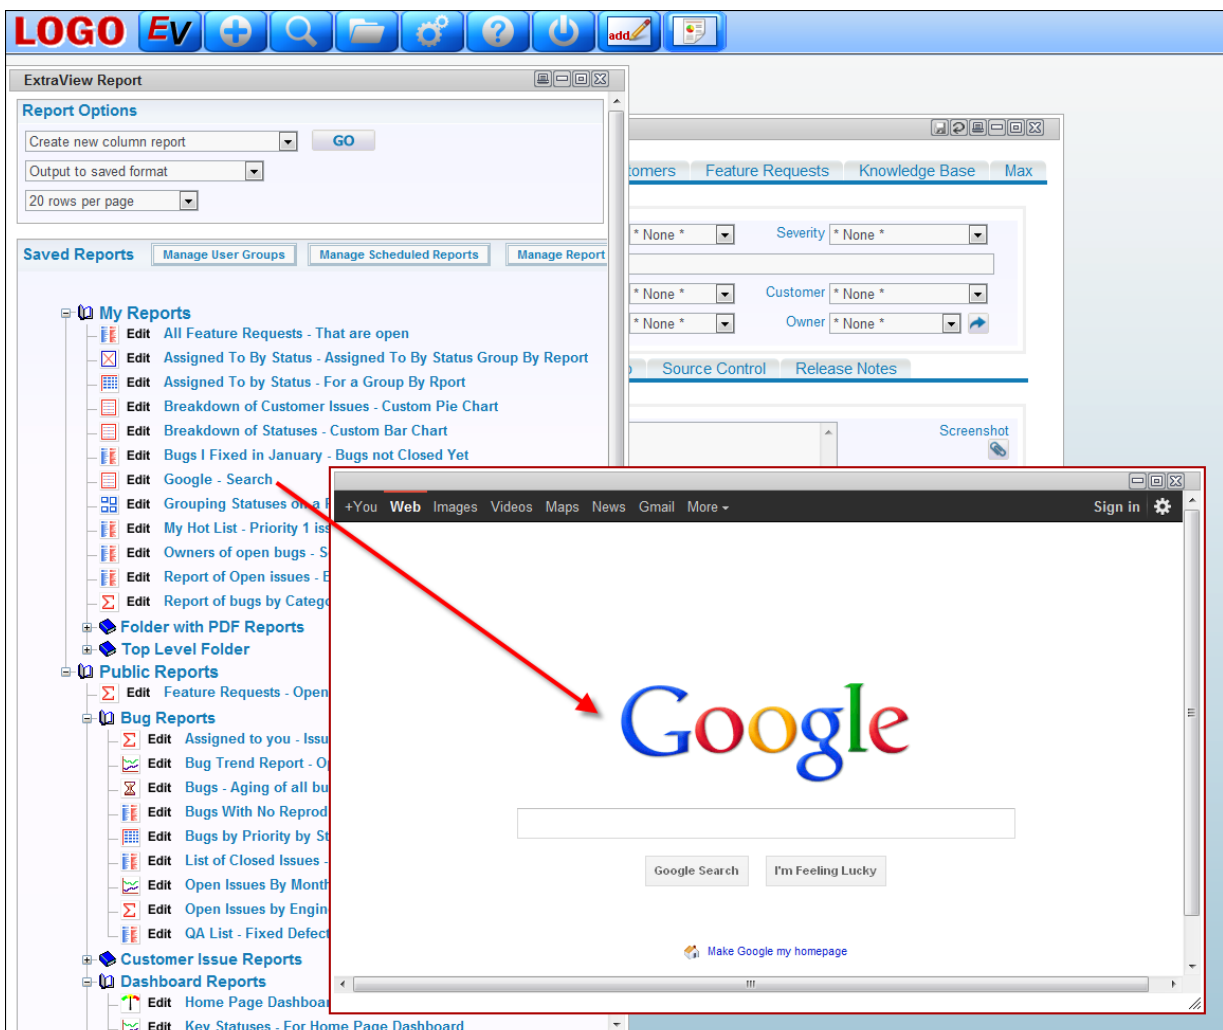 LOGO EV add
ExtraView Report
Report Options
Create new column report GO
Output to saved format
20 rows per page
Saved Reports Manage User Groups Manage Scheduled Reports Manage Report
My Reports
Edit All Feature Requests - That are open
Edit Assigned To By Status - Assigned To By Status Group By Report
Edit Assigned To by Status - For a Group By Rport
Edit Breakdown of Customer Issues - Custom Pie Chart
Edit Breakdown of Statuses - Custom Bar Chart
Edit Bugs I Fixed in January - Bugs not Closed Yet
Edit Google - Search
Edit Grouping Statuses on a
Edit My Hot List - Priority 1 iss
Edit Owners of open bugs - S
Edit Report of Open issues - E
Edit Report of bugs by Catego
Folder with PDF Reports
Top Level Folder
Public Reports
Edit Feature Requests - Open
Bug Reports
Edit Assigned to you - Issu
Edit Bug Trend Report - Op
Edit Bugs - Aging of all bu
Edit Bugs With No Reprod
Edit Bugs by Priority by St
Edit List of Closed Issues -
Edit Open Issues By Month
Edit Open Issues by Engin
Edit QA List - Fixed Defect
Customer Issue Reports
Dashboard Reports
Edit Home Page Dashboar
Edit Key Statuses - For Home Page Dashboard
tomers Feature Requests Knowledge Base Max
* None * Severity * None *
* None * Customer * None *
* None * Owner * None *
Source Control Release Notes
Screenshot
+You Web Images Videos Maps News Gmail More Sign in
Google
Google Search I'm Feeling Lucky
Make Google my homepage